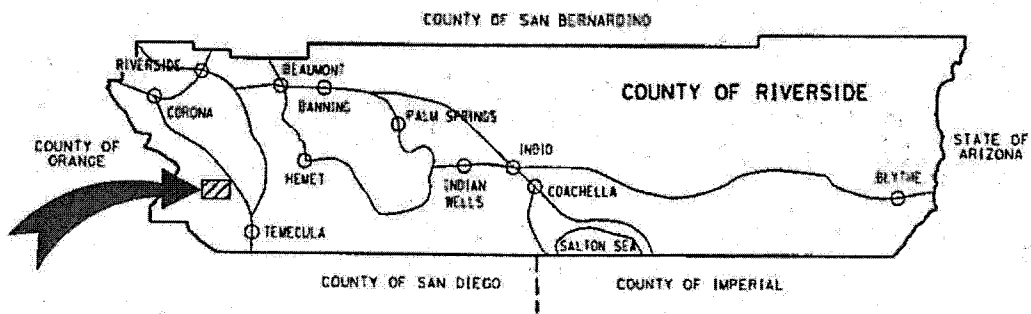 COUNTY OF SAN BERNARDINO
RIVERSIDE
BEAUMONT
BANNING
COUNTY OF RIVERSIDE
CORONA
PALM SPRINGS
COUNTY OF
ORANGE
STATE OF
ARIZONA
HEMET
INDIO
INDIAN
WELLS
COACHELLA
BLYTHE
TEMECULA
SALTON SEA
COUNTY OF SAN DIEGO
COUNTY OF IMPERIAL